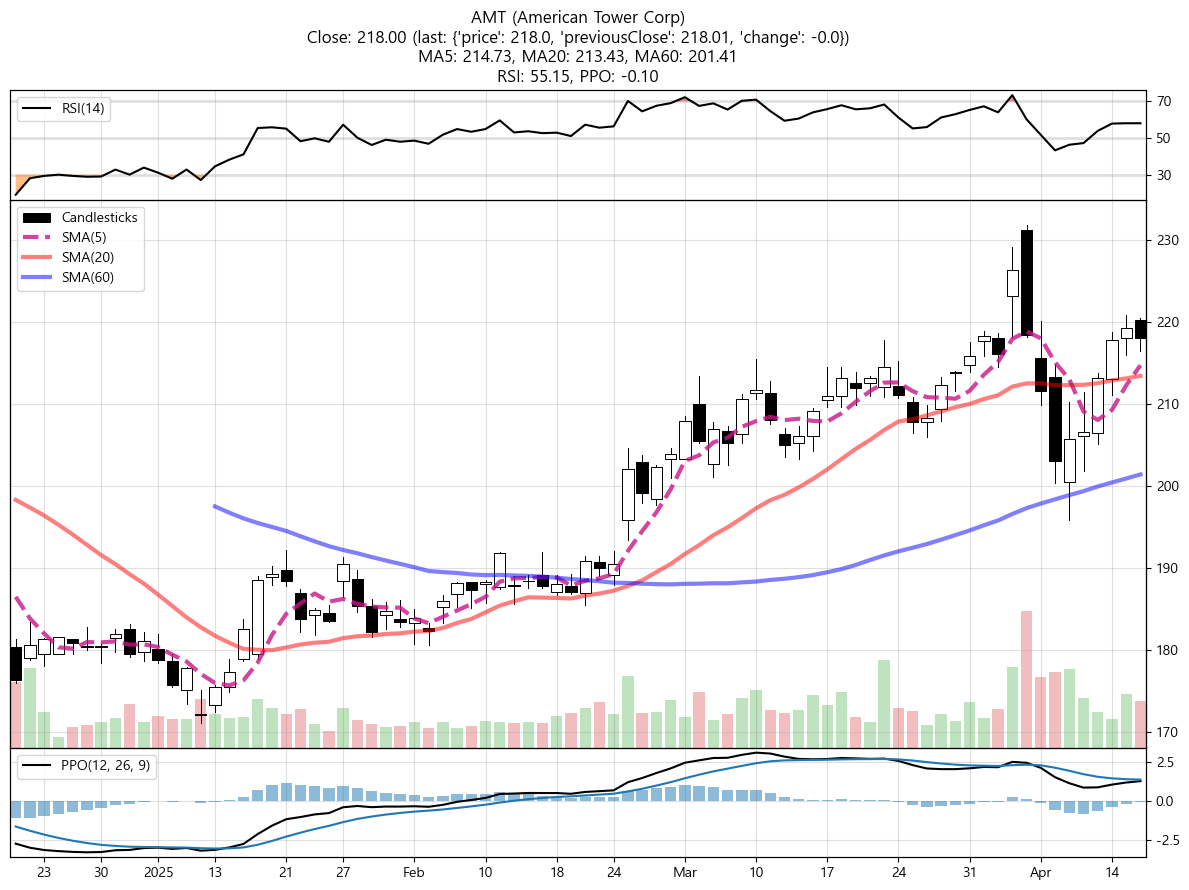 AMT (American Tower Corp)
Close: 218.00 (last: {'price': 218.0, 'previousClose': 218.01, 'change': -0.0})
MA5: 214.73, MA20: 213.43, MA60: 201.41
RSI: 55.15, PPO: -0.10
RSI(14)
70
50
30
Candlesticks
SMA(5)
SMA(20)
SMA(60)
230
220
210
200
190
180
170
PPO(12, 26, 9)
2.5
0.0
-2.5
23 30 2025 13 21 27 Feb 10 18 24 Mar 10 17 24 31 Apr 14